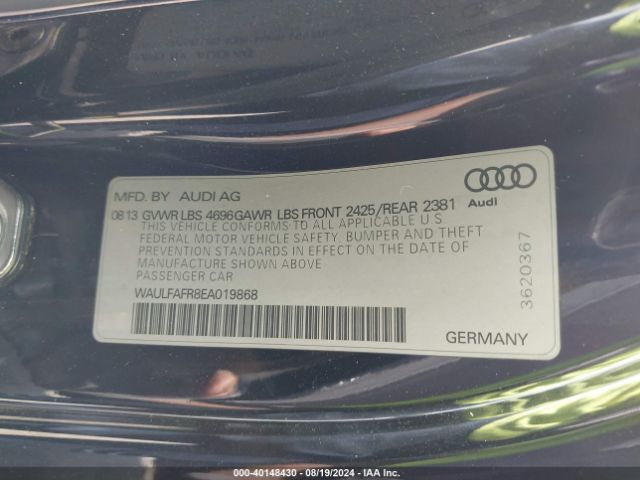 MFD. BY AUDI AG
08 13 GVWR LBS 4696 GAWR LBS FRONT 2425/REAR 2381
Audi
THIS VEHICLE CONFORMS TO ALL APPLICABLE U.S
FEDERAL MOTOR VEHICLE SAFETY, BUMPER AND THEFT
PREVENTION STANDARDS IN EFFECT ON THE DATE OF
MANUFACTURE SHOWN ABOVE
PASSENGER CAR
WAULFAFR8EA019868
3620367
GERMANY
000-40148430 - 08/19/2024 - IAA Inc.